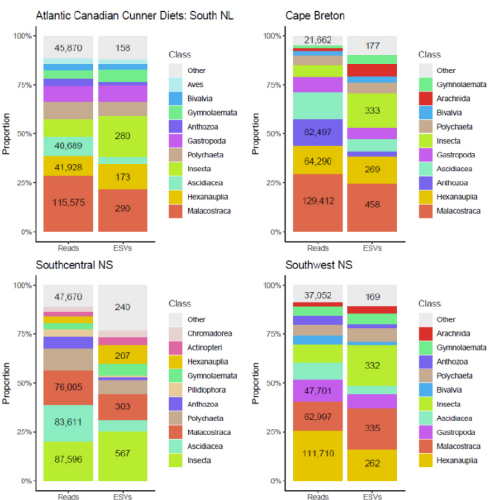 Atlantic Canadian Cunner Diets: South NL
Proportion
100%
75%
50%
25%
0%
45,870
158
280
40,689
41,928
173
115,575
290
Reads
ESVs
Class
Other
Aves
Bivalvia
Gymnolaemata
Anthozoa
Gastropoda
Polychaeta
Insecta
Ascidiacea
Hexanauplia
Malacostraca
Cape Breton
Proportion
100%
75%
50%
25%
0%
21,662
177
333
62,497
64,296
269
129,412
458
Reads
ESVs
Class
Other
Gymnolaemata
Arachnida
Bivalvia
Polychaeta
Insecta
Gastropoda
Ascidiacea
Anthozoa
Hexanauplia
Malacostraca
Southcentral NS
Proportion
100%
75%
50%
25%
0%
47,670
240
207
76,005
303
83,611
87,596
567
Reads
ESVs
Class
Other
Chromadorea
Actinopteri
Hexanauplia
Gymnolaemata
Pilidiophora
Anthozoa
Polychaeta
Malacostraca
Ascidiacea
Insecta
Southwest NS
Proportion
100%
75%
50%
25%
0%
37,052
169
332
47,701
62,997
335
111,710
262
Reads
ESVs
Class
Other
Arachnida
Gymnolaemata
Anthozoa
Polychaeta
Bivalvia
Insecta
Ascidiacea
Gastropoda
Malacostraca
Hexanauplia